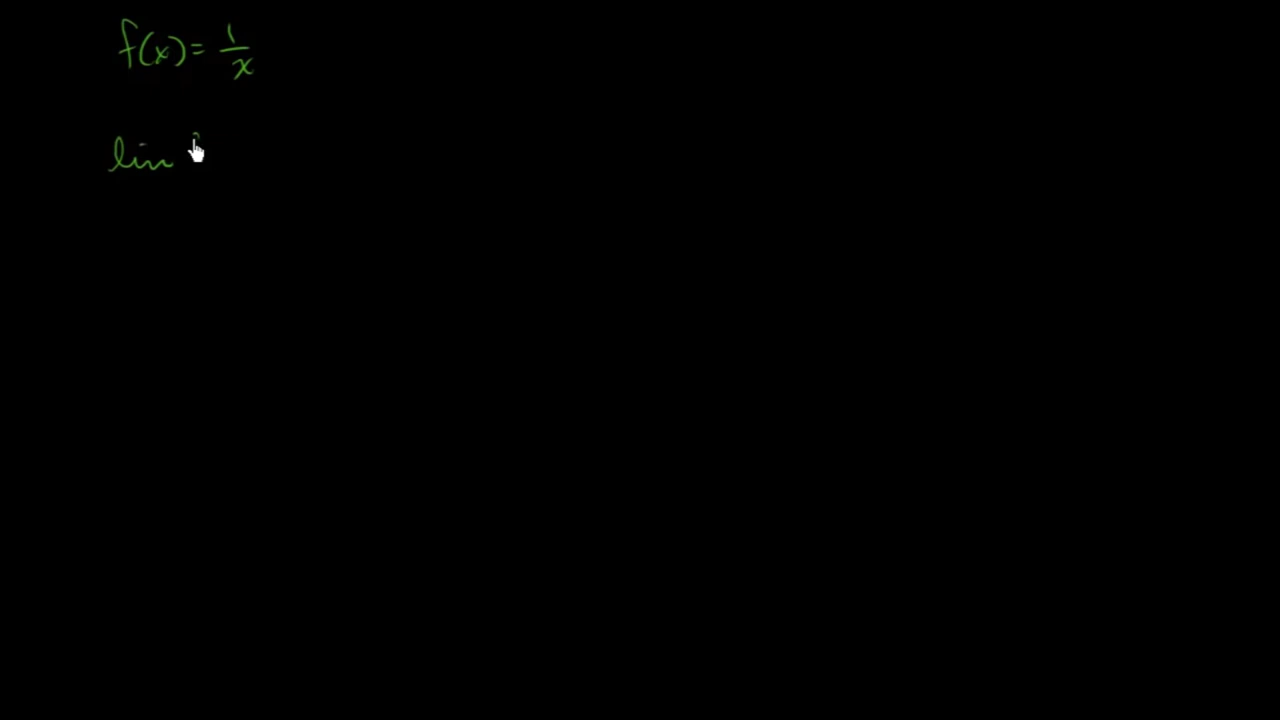 f(x) = 1/x
lim